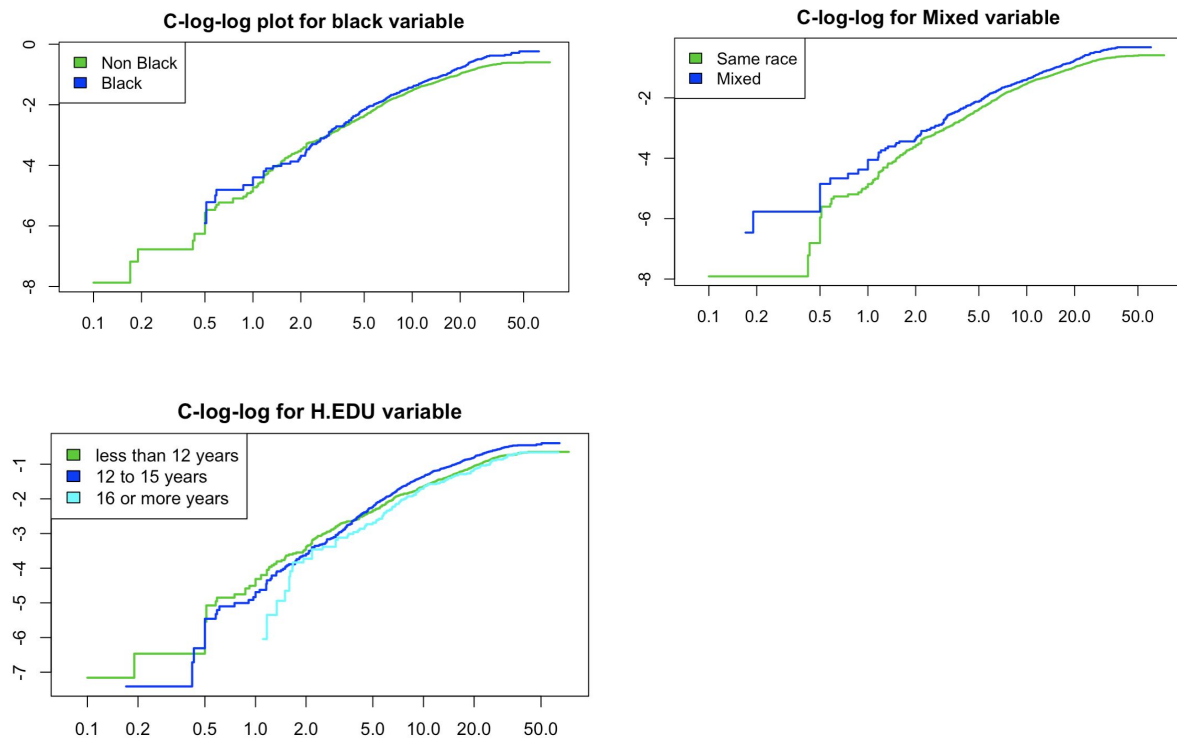 C-log-log plot for black variable
Non Black
Black
0
-2
-4
-6
-8
0.1 0.2 0.5 1.0 2.0 5.0 10.0 20.0 50.0
C-log-log for Mixed variable
Same race
Mixed
-2
-4
-6
-8
0.1 0.2 0.5 1.0 2.0 5.0 10.0 20.0 50.0
C-log-log for H.EDU variable
less than 12 years
12 to 15 years
16 or more years
-1
-2
-3
-4
-5
-6
-7
0.1 0.2 0.5 1.0 2.0 5.0 10.0 20.0 50.0